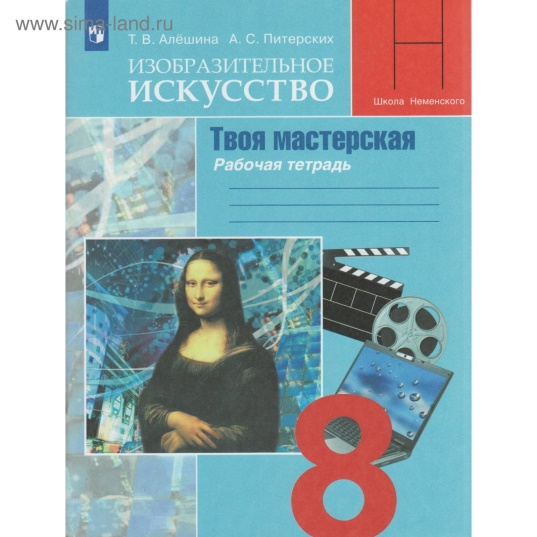 www.sima-land.ru
Т. В. Алёшина А. С. Питерских
ИЗОБРАЗИТЕЛЬНОЕ
ИСКУССТВО
Школа Неменского
Твоя мастерская
Рабочая тетрадь
8